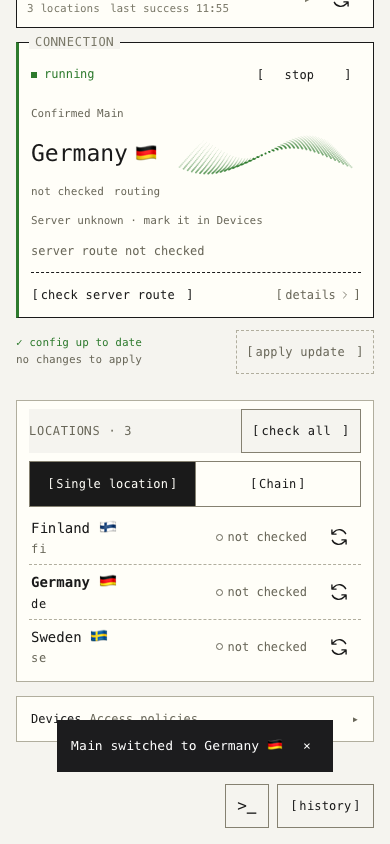 3 locations last success 11:55
CONNECTION
running
[ stop ]
Confirmed Main
Germany 🇩🇪
not checked routing
Server unknown · mark it in Devices
server route not checked
[check server route ]
[details > ]
✓ config up to date
no changes to apply
[apply update ]
LOCATIONS · 3
[check all ]
[Single location]
[Chain]
Finland 🇫🇮
fi
not checked
Germany 🇩🇪
de
not checked
Sweden 🇸🇪
se
not checked
Devices Access policies
Main switched to Germany 🇩🇪 ×
>_
[history]